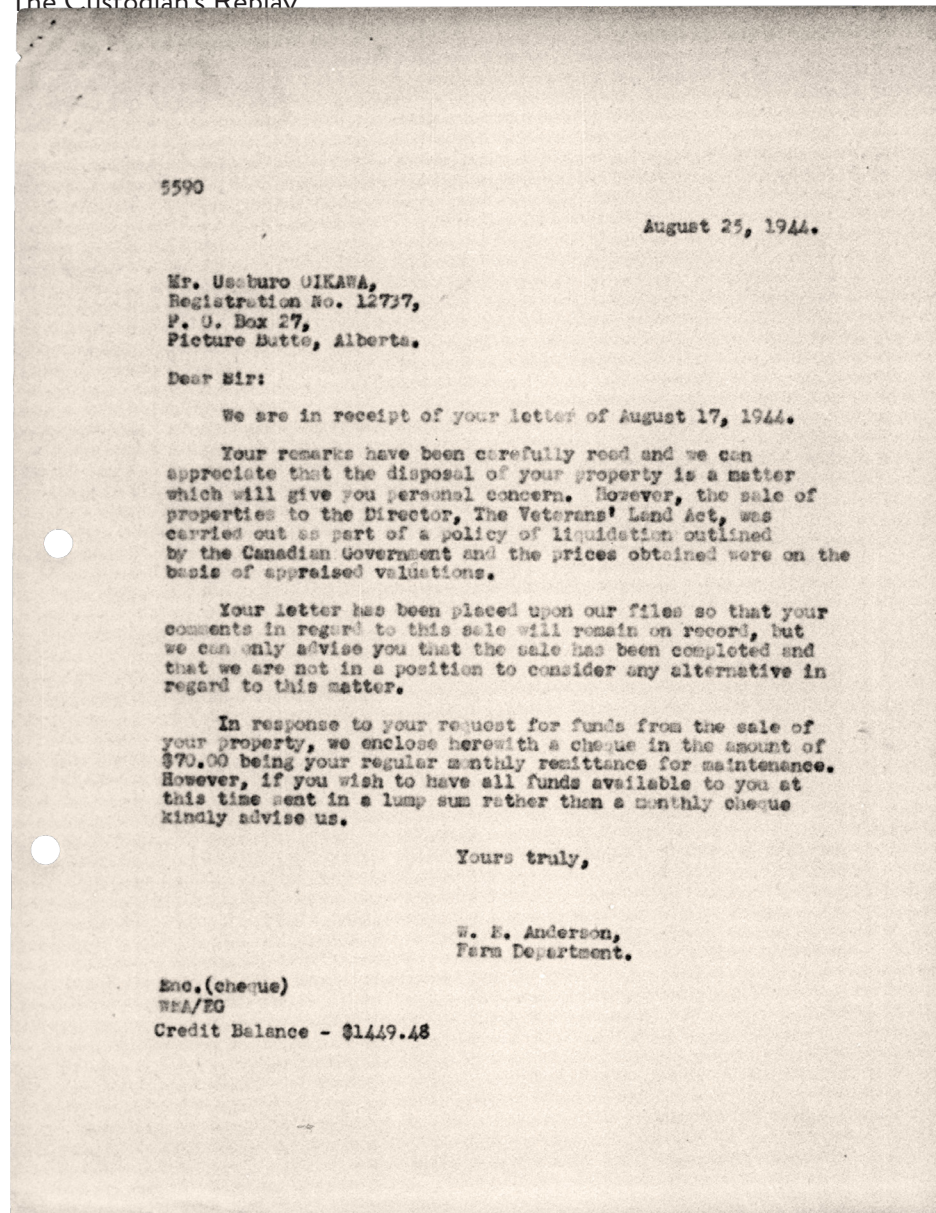 The Custodian's Replay
5590
August 25, 1944.
Mr. Usaburo OIKAWA,
Registration No. 12737,
P. O. Box 27,
Picture Butte, Alberta.
Dear Sir:
We are in receipt of your letter of August 17, 1944.
Your remarks have been carefully read and we can
appreciate that the disposal of your property is a matter
which will give you personal concern. However, the sale of
properties to the Director, The Veterans' Land Act, was
carried out as part of a policy of liquidation outlined
by the Canadian Government and the prices obtained were on the
basis of appraised valuations.
Your letter has been placed upon our files so that your
comments in regard to this sale will remain on record, but
we can only advise you that the sale has been completed and
that we are not in a position to consider any alternative in
regard to this matter.
In response to your request for funds from the sale of
your property, we enclose herewith a cheque in the amount of
$70.00 being your regular monthly remittance for maintenance.
However, if you wish to have all funds available to you at
this time sent in a lump sum rather than a monthly cheque
kindly advise us.
Yours truly,
W. E. Anderson,
Farm Department.
Enc.(cheque)
WEA/EG
Credit Balance - $1449.48